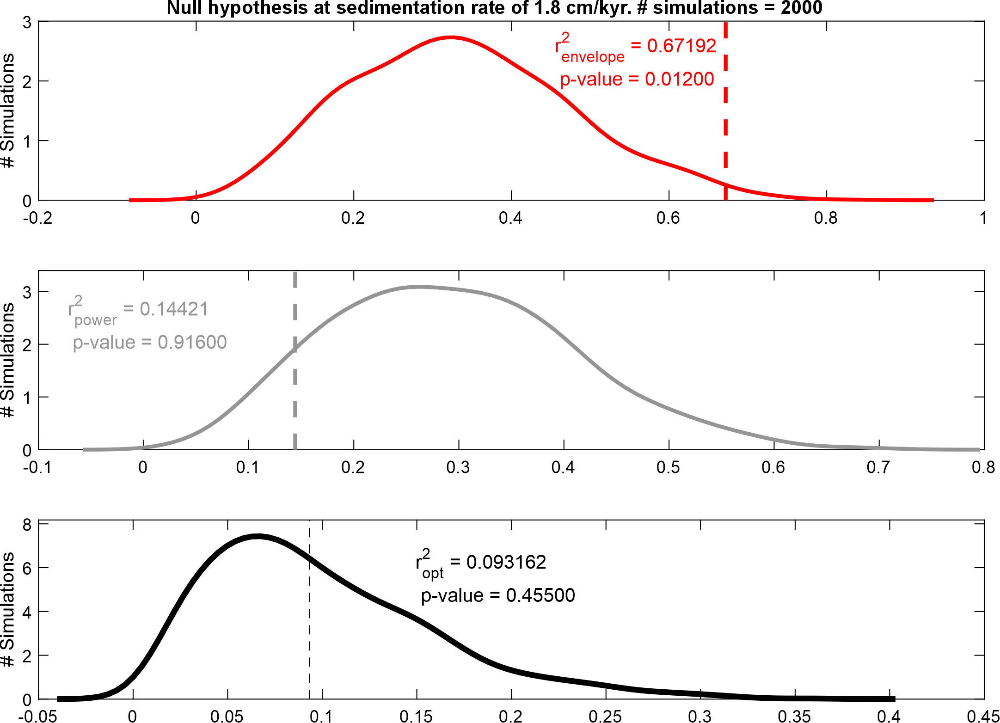 Null hypothesis at sedimentation rate of 1.8 cm/kyr. # simulations = 2000
# Simulations
3
2
1
0
r²envelope = 0.67192
p-value = 0.01200
-0.2 0 0.2 0.4 0.6 0.8 1
# Simulations
3
2
1
0
r²power = 0.14421
p-value = 0.91600
-0.1 0 0.1 0.2 0.3 0.4 0.5 0.6 0.7 0.8
# Simulations
8
6
4
2
0
r²opt = 0.093162
p-value = 0.45500
-0.05 0 0.05 0.1 0.15 0.2 0.25 0.3 0.35 0.4 0.45